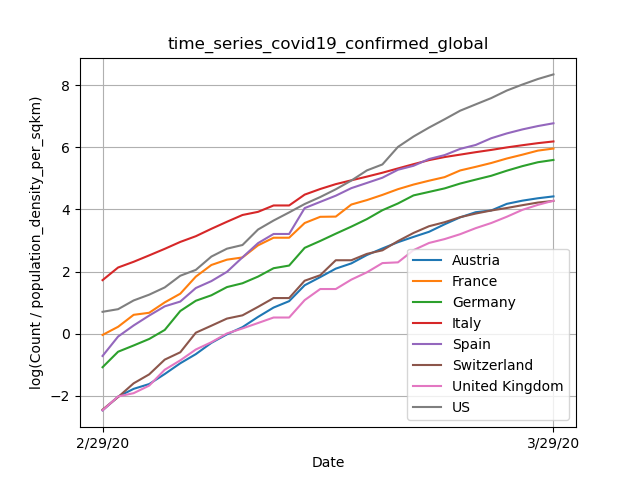 time_series_covid19_confirmed_global
log(Count / population_density_per_sqkm)
8
6
4
2
0
−2
Austria
France
Germany
Italy
Spain
Switzerland
United Kingdom
US
2/29/20
3/29/20
Date